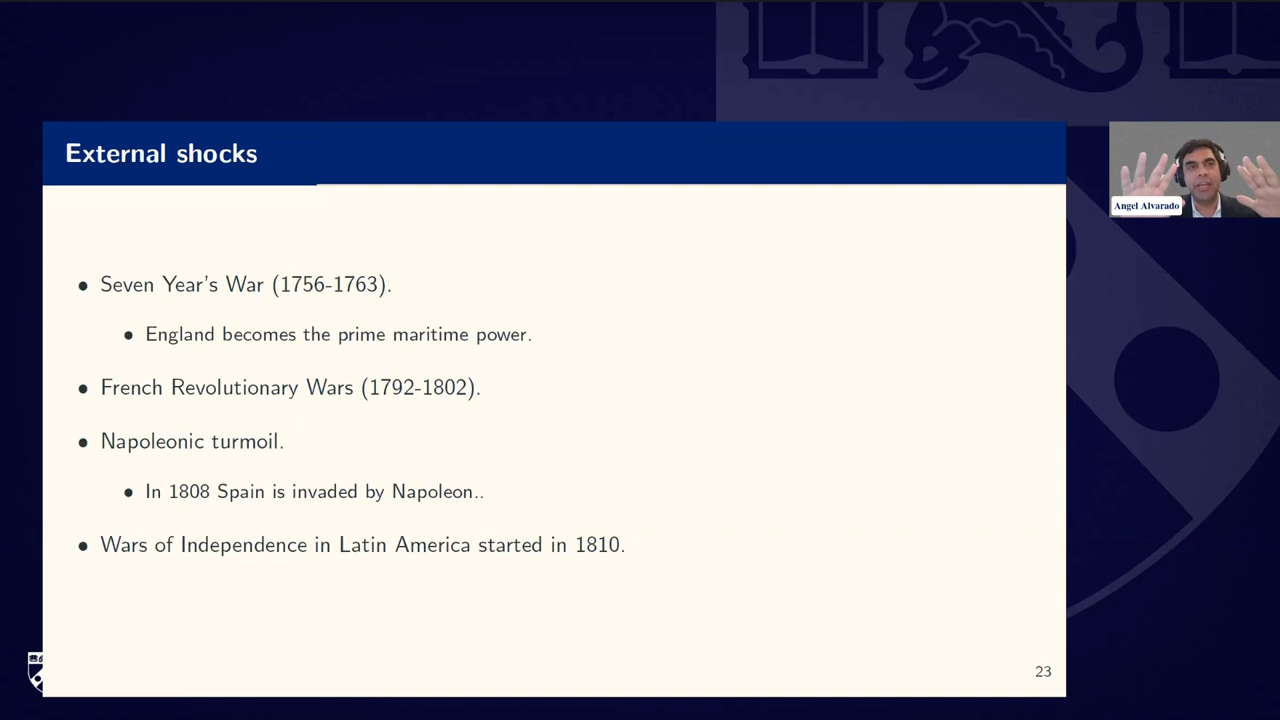 External shocks
Angel Alvarado
• Seven Year's War (1756-1763).
• England becomes the prime maritime power.
• French Revolutionary Wars (1792-1802).
• Napoleonic turmoil.
• In 1808 Spain is invaded by Napoleon..
• Wars of Independence in Latin America started in 1810.
23